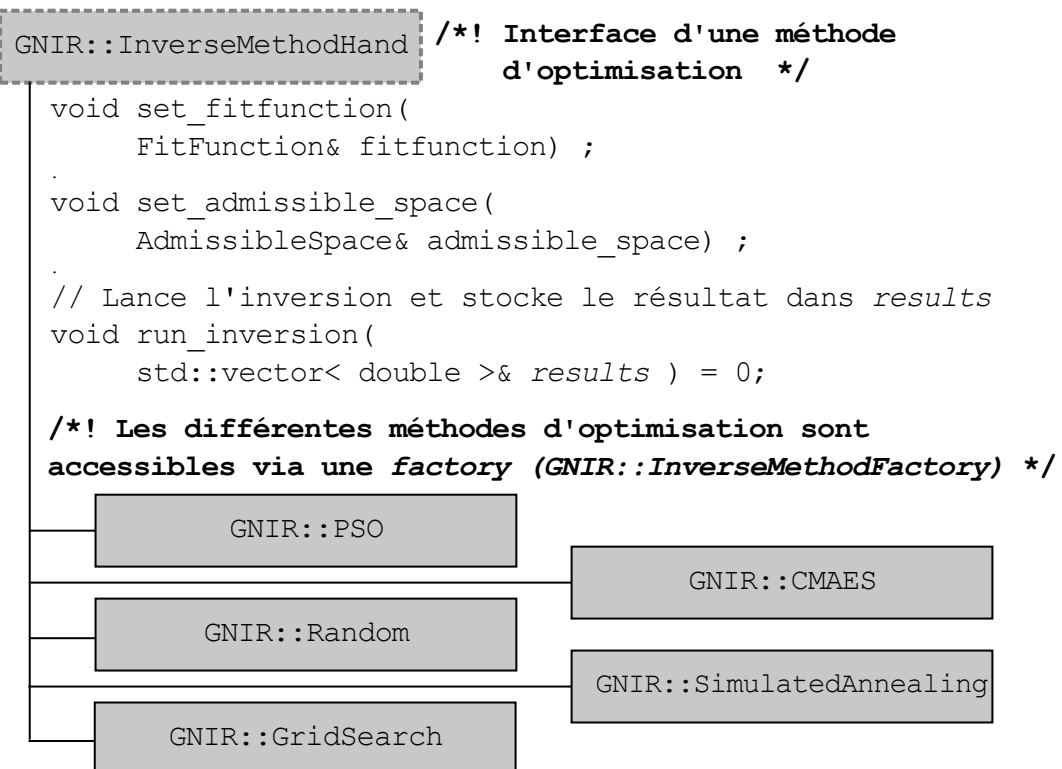 GNIR::InverseMethodHand /*! Interface d'une méthode
d'optimisation */
void set_fitfunction(
FitFunction& fitfunction) ;
.
void set_admissible_space(
AdmissibleSpace& admissible_space) ;
.
// Lance l'inversion et stocke le résultat dans results
void run_inversion(
std::vector< double >& results ) = 0;
/*! Les différentes méthodes d'optimisation sont
accessibles via une factory (GNIR::InverseMethodFactory) */
GNIR::PSO
GNIR::CMAES
GNIR::Random
GNIR::SimulatedAnnealing
GNIR::GridSearch